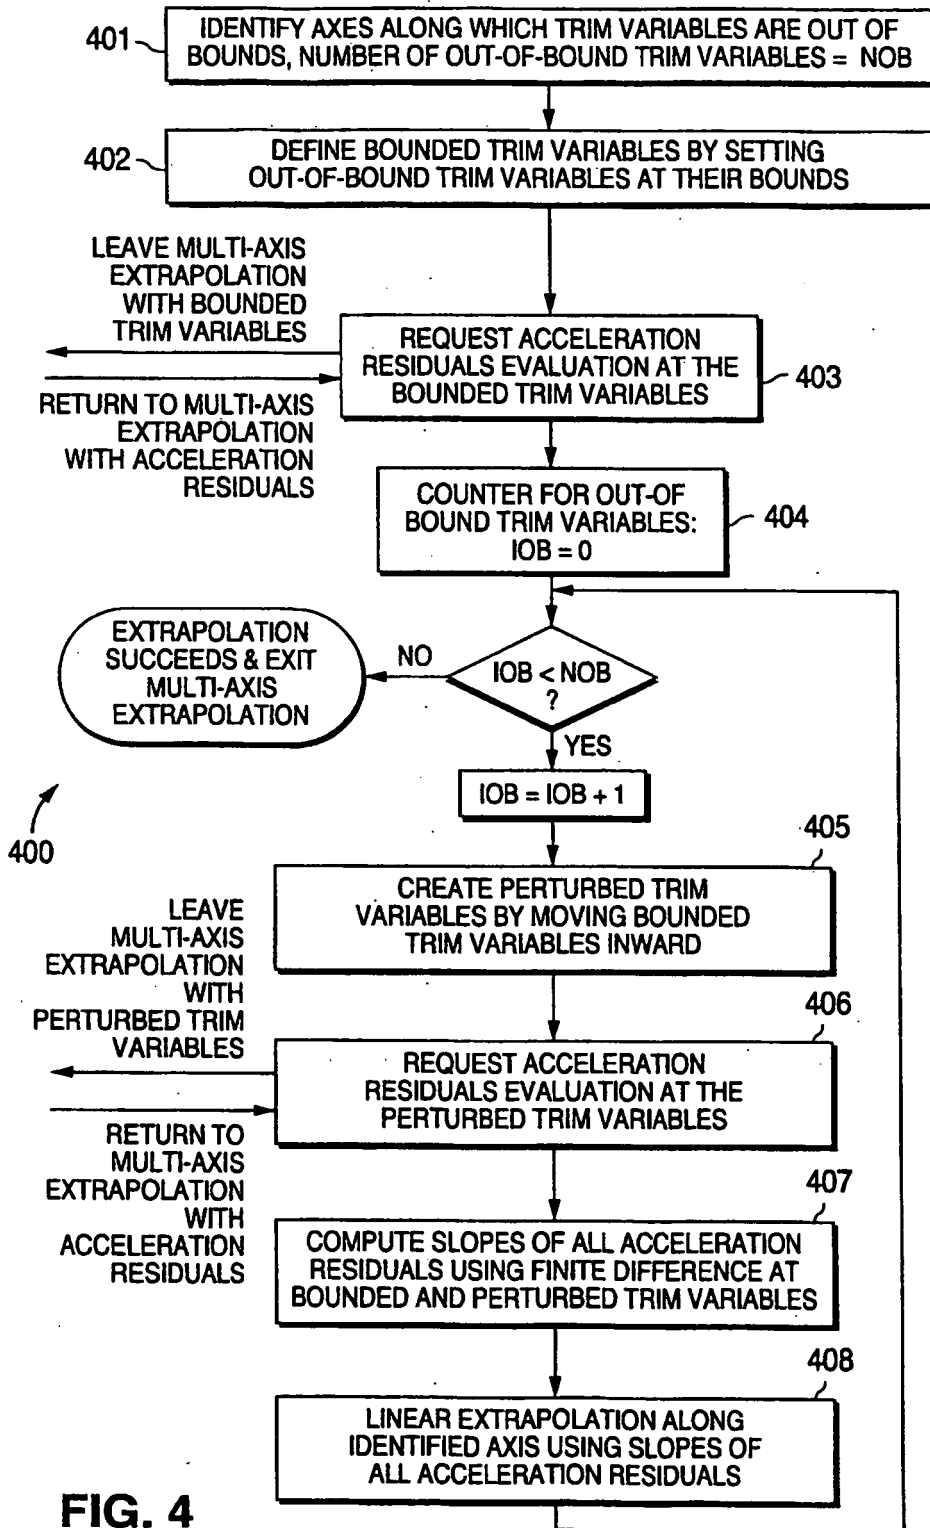 401
IDENTIFY AXES ALONG WHICH TRIM VARIABLES ARE OUT OF
BOUNDS, NUMBER OF OUT-OF-BOUND TRIM VARIABLES = NOB
402
DEFINE BOUNDED TRIM VARIABLES BY SETTING
OUT-OF-BOUND TRIM VARIABLES AT THEIR BOUNDS
LEAVE MULTI-AXIS
EXTRAPOLATION
WITH BOUNDED
TRIM VARIABLES
REQUEST ACCELERATION
RESIDUALS EVALUATION AT THE
BOUNDED TRIM VARIABLES
403
RETURN TO MULTI-AXIS
EXTRAPOLATION
WITH ACCELERATION
RESIDUALS
COUNTER FOR OUT-OF
BOUND TRIM VARIABLES:
IOB = 0
404
EXTRAPOLATION
SUCCEEDS & EXIT
MULTI-AXIS
EXTRAPOLATION
NO
IOB < NOB
?
YES
IOB = IOB + 1
400
405
CREATE PERTURBED TRIM
VARIABLES BY MOVING BOUNDED
TRIM VARIABLES INWARD
LEAVE
MULTI-AXIS
EXTRAPOLATION
WITH
PERTURBED TRIM
VARIABLES
406
REQUEST ACCELERATION
RESIDUALS EVALUATION AT THE
PERTURBED TRIM VARIABLES
RETURN TO
MULTI-AXIS
EXTRAPOLATION
WITH
ACCELERATION
RESIDUALS
407
COMPUTE SLOPES OF ALL ACCELERATION
RESIDUALS USING FINITE DIFFERENCE AT
BOUNDED AND PERTURBED TRIM VARIABLES
408
LINEAR EXTRAPOLATION ALONG
IDENTIFIED AXIS USING SLOPES OF
ALL ACCELERATION RESIDUALS
FIG. 4